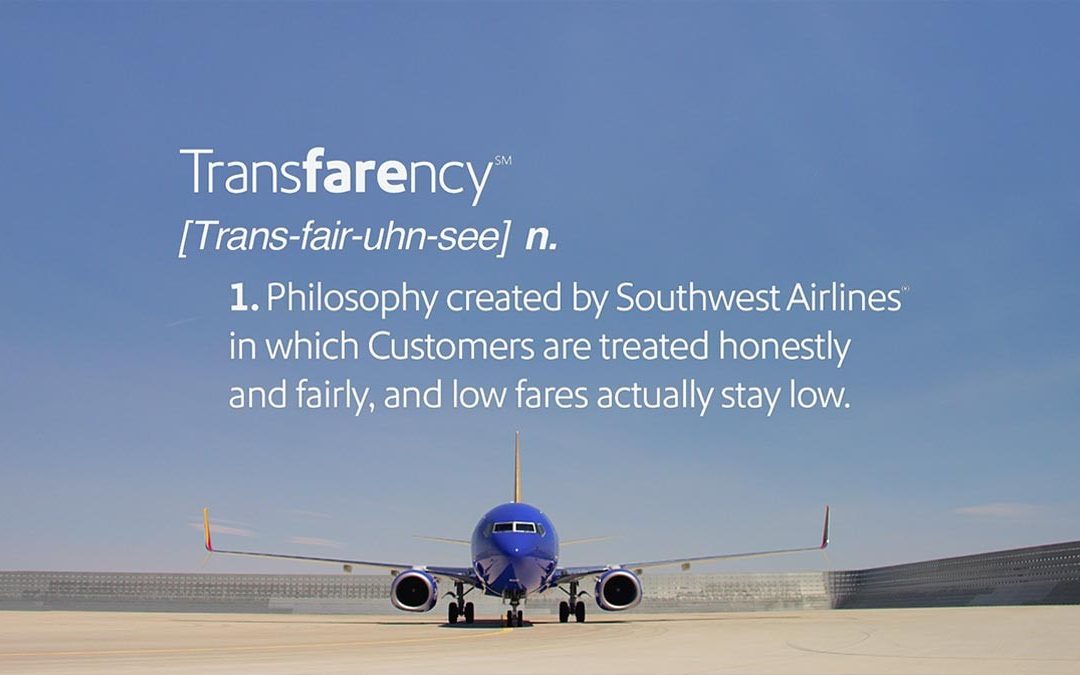 Transfarency℠
[Trans-fair-uhn-see] n.
1. Philosophy created by Southwest Airlines®
in which Customers are treated honestly
and fairly, and low fares actually stay low.